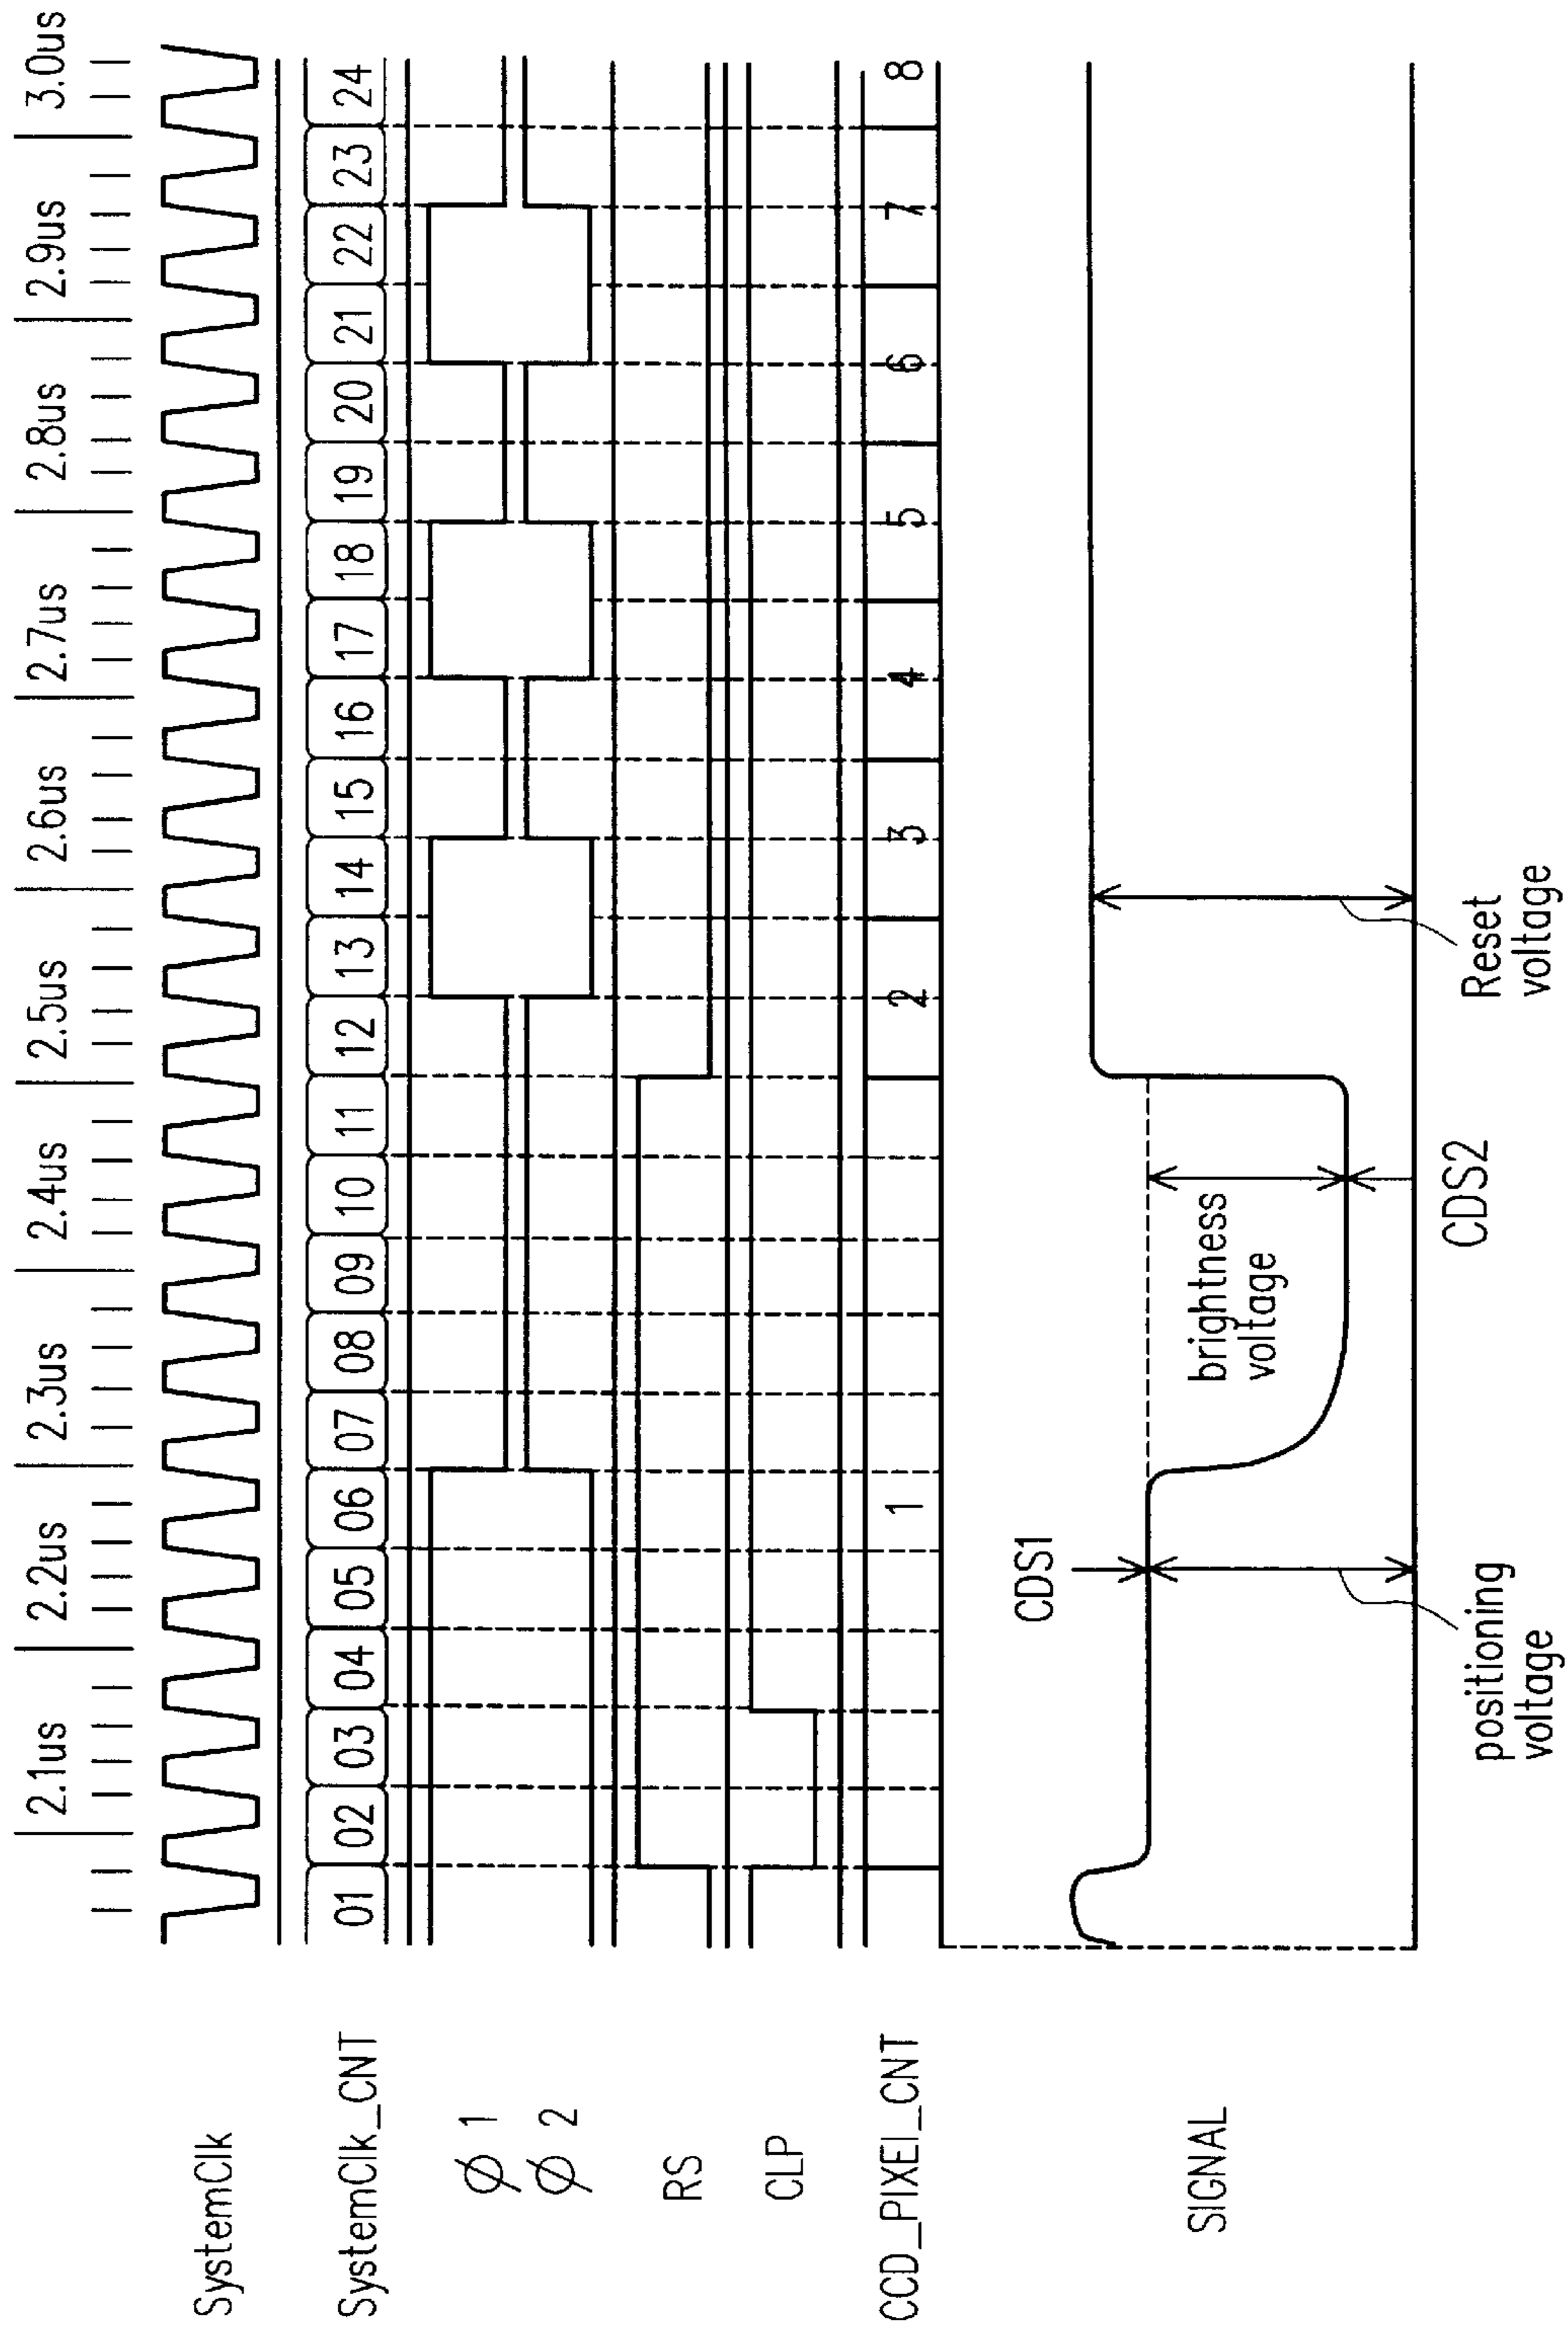 2.1us 2.2us 2.3us 2.4us 2.5us 2.6us 2.7us 2.8us 2.9us 3.0us
SystemClk
SystemClk_CNT 01 02 03 04 05 06 07 08 09 10 11 12 13 14 15 16 17 18 19 20 21 22 23 24
Ø 1
Ø 2
RS
CLP
CCD_PIXEl_CNT 1 2 3 4 5 6 7 8
SIGNAL
CDS1
brightness
voltage
CDS2
positioning
voltage
Reset
voltage